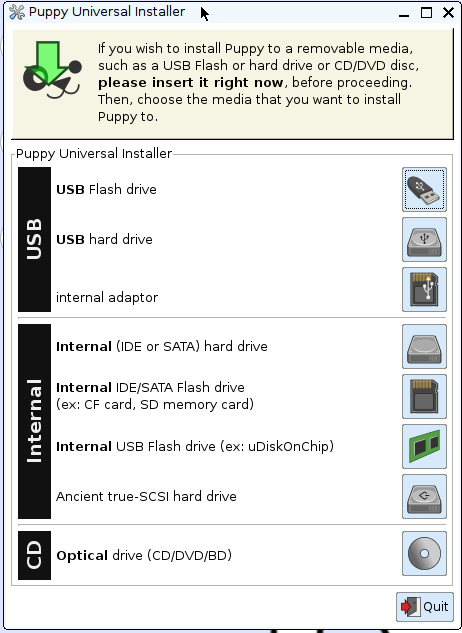 Puppy Universal Installer
If you wish to install Puppy to a removable media,
such as a USB Flash or hard drive or CD/DVD disc,
please insert it right now, before proceeding.
Then, choose the media that you want to install
Puppy to.
Puppy Universal Installer
USB
USB Flash drive
USB hard drive
internal adaptor
Internal
Internal (IDE or SATA) hard drive
Internal IDE/SATA Flash drive
(ex: CF card, SD memory card)
Internal USB Flash drive (ex: uDiskOnChip)
Ancient true-SCSI hard drive
CD
Optical drive (CD/DVD/BD)
Quit